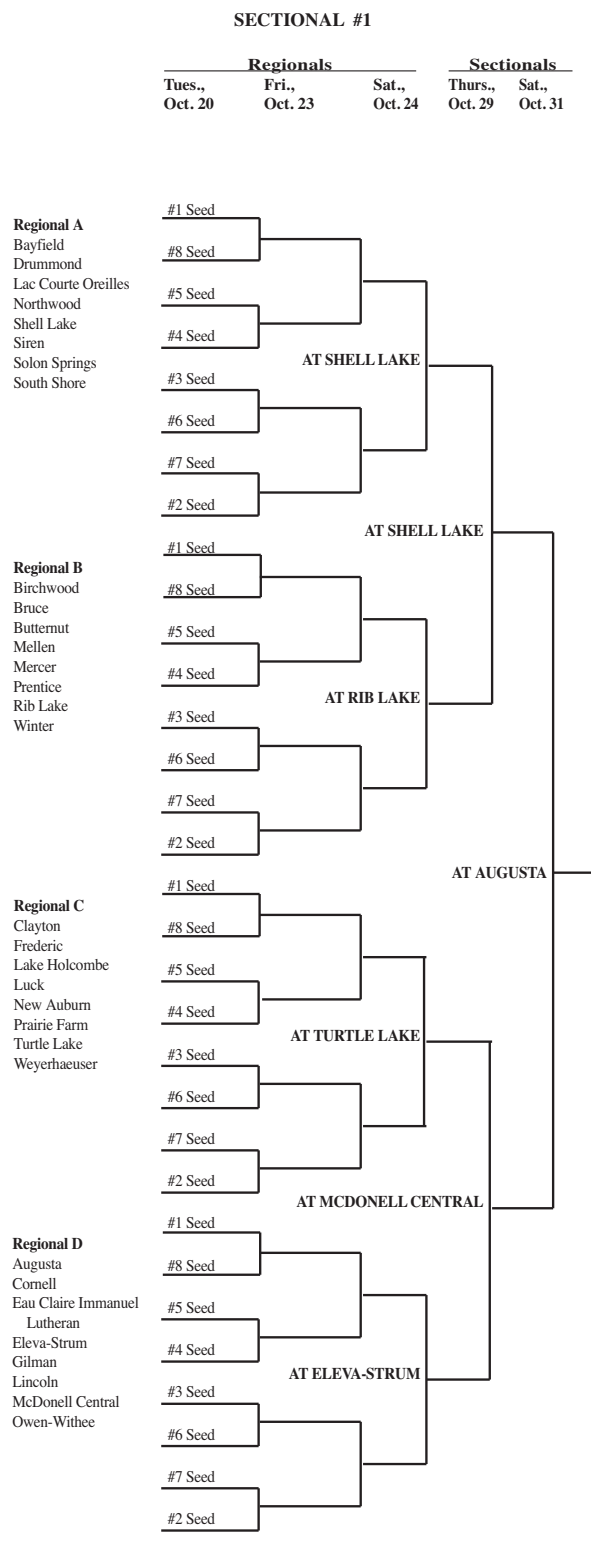 SECTIONAL #1
Regionals
Sectionals
Tues., Oct. 20
Fri., Oct. 23
Sat., Oct. 24
Thurs., Oct. 29
Sat., Oct. 31
Regional A
Bayfield
Drummond
Lac Courte Oreilles
Northwood
Shell Lake
Siren
Solon Springs
South Shore
#1 Seed
#8 Seed
#5 Seed
#4 Seed
#3 Seed
#6 Seed
#7 Seed
#2 Seed
AT SHELL LAKE
AT SHELL LAKE
Regional B
Birchwood
Bruce
Butternut
Mellen
Mercer
Prentice
Rib Lake
Winter
#1 Seed
#8 Seed
#5 Seed
#4 Seed
#3 Seed
#6 Seed
#7 Seed
#2 Seed
AT RIB LAKE
AT AUGUSTA
Regional C
Clayton
Frederic
Lake Holcombe
Luck
New Auburn
Prairie Farm
Turtle Lake
Weyerhaeuser
#1 Seed
#8 Seed
#5 Seed
#4 Seed
#3 Seed
#6 Seed
#7 Seed
#2 Seed
AT TURTLE LAKE
AT MCDONELL CENTRAL
Regional D
Augusta
Cornell
Eau Claire Immanuel
Lutheran
Eleva-Strum
Gilman
Lincoln
McDonell Central
Owen-Withee
#1 Seed
#8 Seed
#5 Seed
#4 Seed
#3 Seed
#6 Seed
#7 Seed
#2 Seed
AT ELEVA-STRUM